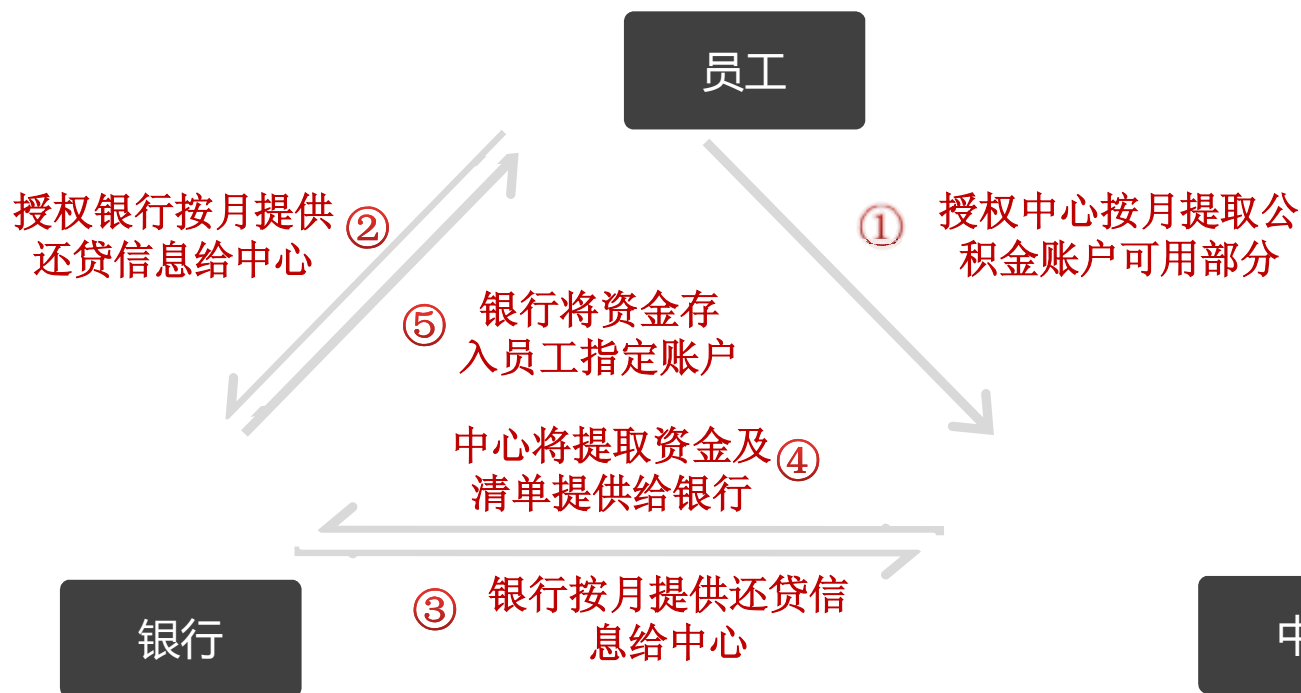 员工
授权银行按月提供
还贷信息给中心
②
①
授权中心按月提取公
积金账户可用部分
⑤
银行将资金存
入员工指定账户
中心将提取资金及
清单提供给银行
④
③
银行按月提供还贷信
息给中心
银行
中